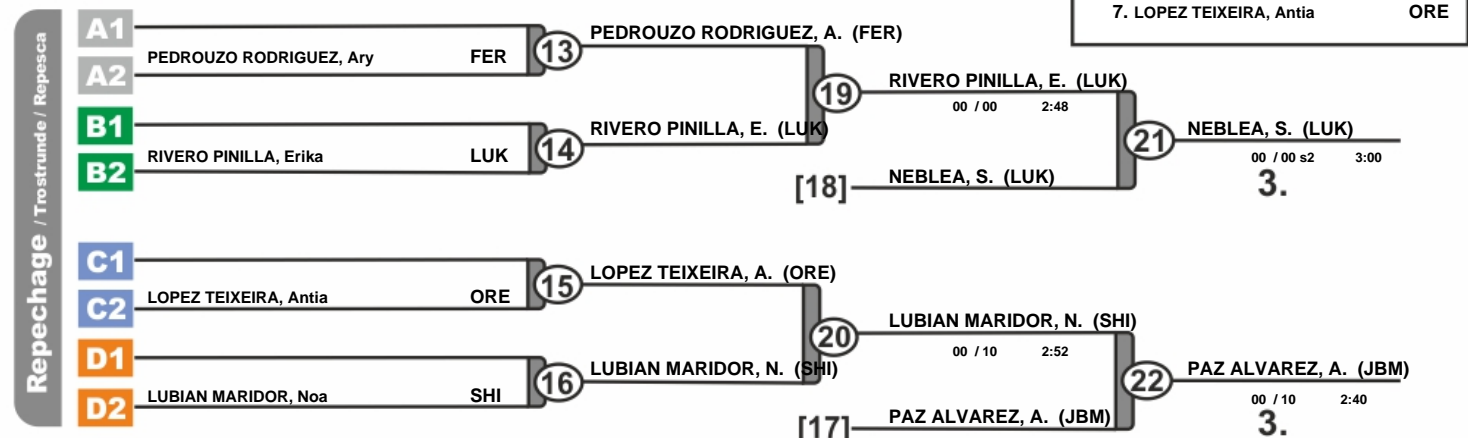 7. LOPEZ TEIXEIRA, Antia ORE
Repechage / Trostrunde / Repesca
A1
PEDROUZO RODRIGUEZ, Ary FER
A2
13
PEDROUZO RODRIGUEZ, A. (FER)
B1
RIVERO PINILLA, Erika LUK
B2
14
RIVERO PINILLA, E. (LUK)
19
RIVERO PINILLA, E. (LUK)
00 / 00 2:48
[18]
NEBLEA, S. (LUK)
21
NEBLEA, S. (LUK)
00 / 00 s2 3:00
3.
C1
LOPEZ TEIXEIRA, Antia ORE
C2
15
LOPEZ TEIXEIRA, A. (ORE)
D1
LUBIAN MARIDOR, Noa SHI
D2
16
LUBIAN MARIDOR, N. (SHI)
20
LUBIAN MARIDOR, N. (SHI)
00 / 10 2:52
[17]
PAZ ALVAREZ, A. (JBM)
22
PAZ ALVAREZ, A. (JBM)
00 / 10 2:40
3.